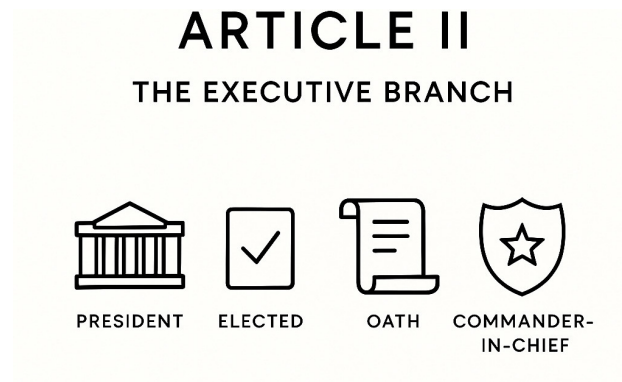 ARTICLE II
THE EXECUTIVE BRANCH
PRESIDENT
ELECTED
OATH
COMMANDER-
IN-CHIEF